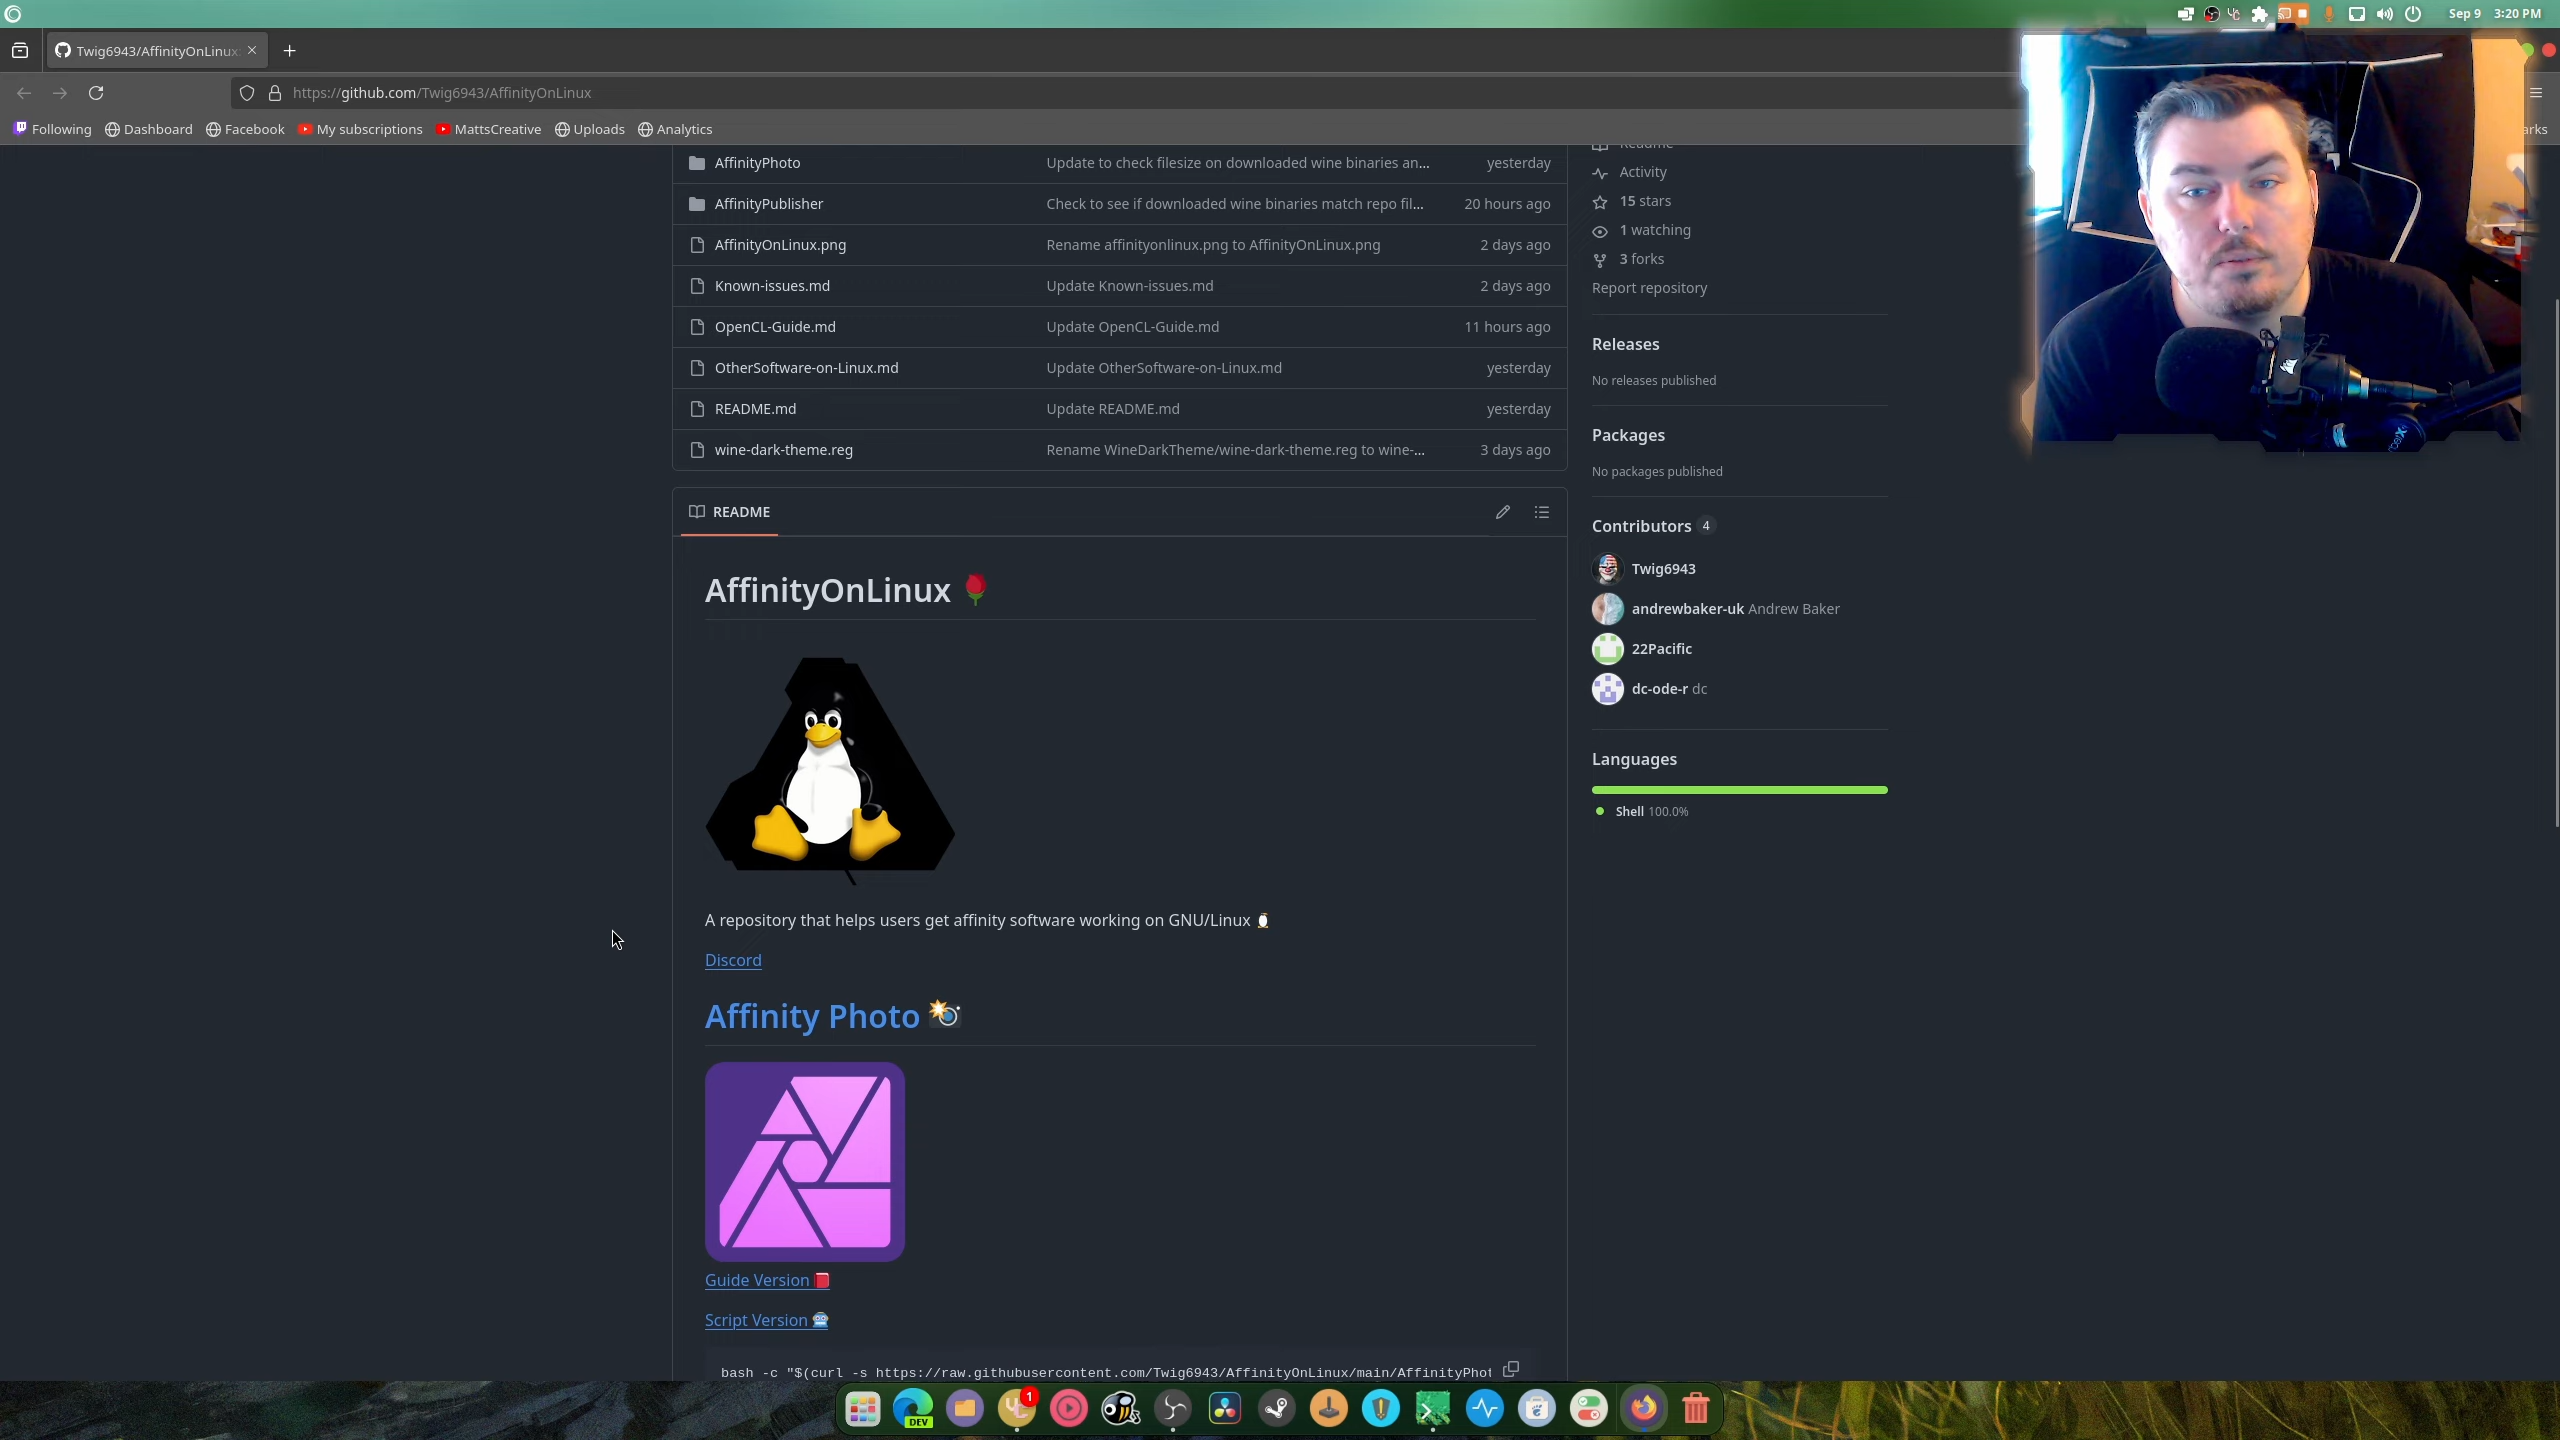 Sep 9 3:20 PM
Twig6943/AffinityOnLinux
https://github.com/Twig6943/AffinityOnLinux
Following Dashboard Facebook My subscriptions MattsCreative Uploads Analytics
arks
AffinityPhoto Update to check filesize on downloaded wine binaries an... yesterday
AffinityPublisher Check to see if downloaded wine binaries match repo fil... 20 hours ago
AffinityOnLinux.png Rename affinityonlinux.png to AffinityOnLinux.png 2 days ago
Known-issues.md Update Known-issues.md 2 days ago
OpenCL-Guide.md Update OpenCL-Guide.md 11 hours ago
OtherSoftware-on-Linux.md Update OtherSoftware-on-Linux.md yesterday
README.md Update README.md yesterday
wine-dark-theme.reg Rename WineDarkTheme/wine-dark-theme.reg to wine-... 3 days ago
README
AffinityOnLinux 🌹
A repository that helps users get affinity software working on GNU/Linux 🐧
Discord
Affinity Photo 📸
Guide Version 📕
Script Version 🤖
bash -c "$(curl -s https://raw.githubusercontent.com/Twig6943/AffinityOnLinux/main/AffinityPhot
Readme
Activity
15 stars
1 watching
3 forks
Report repository
Releases
No releases published
Packages
No packages published
Contributors 4
Twig6943
andrewbaker-uk Andrew Baker
22Pacific
dc-ode-r dc
Languages
Shell 100.0%
1
DEV